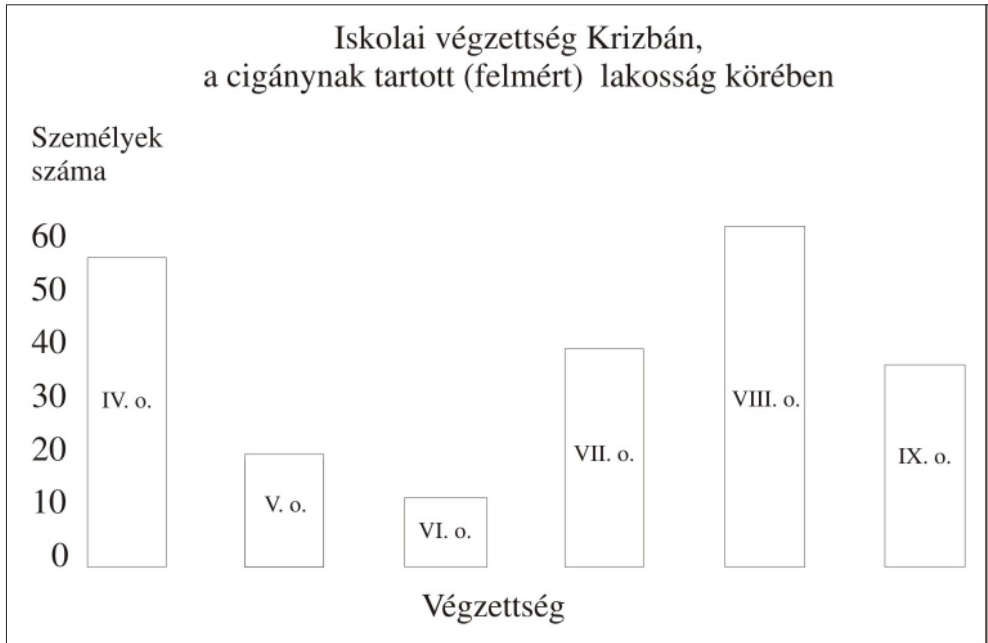 Iskolai végzettség Krizbán,
a cigánynak tartott (felmért) lakosság körében
Személyek
száma
60
50
40
30
20
10
0
IV. o.
V. o.
VI. o.
VII. o.
VIII. o.
IX. o.
Végzettség